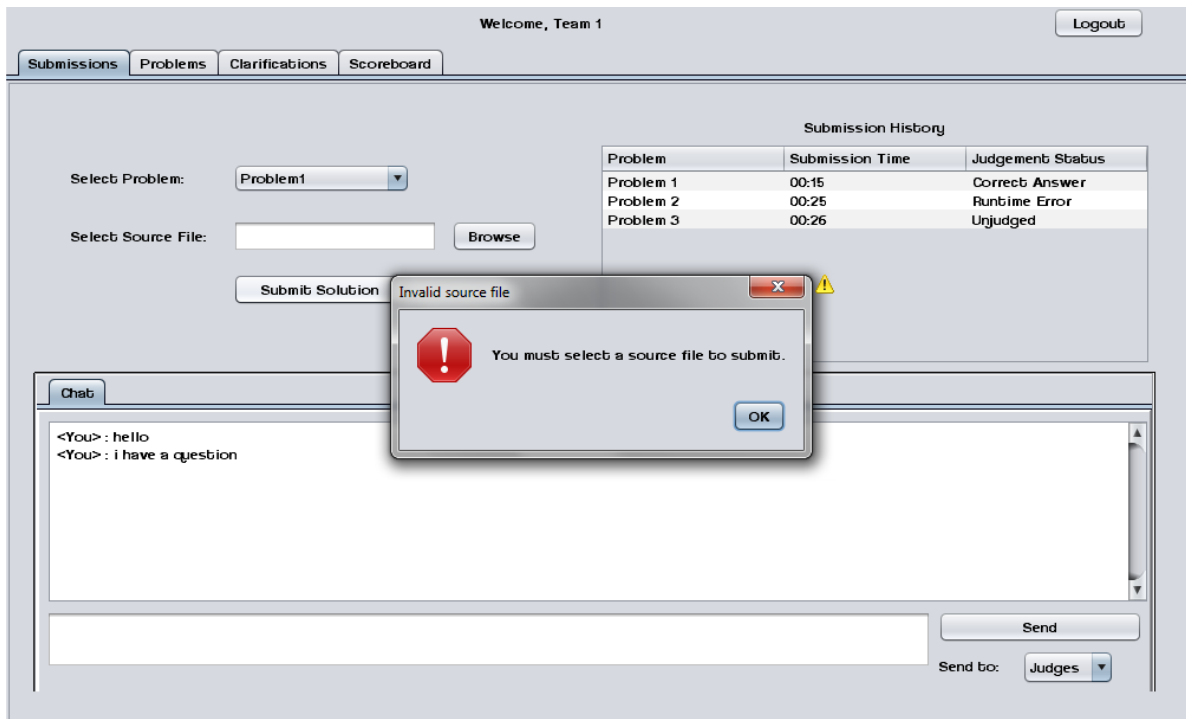 Welcome, Team 1
Logout
Submissions Problems Clarifications Scoreboard
Submission History
Problem Submission Time Judgement Status
Select Problem: Problem1
Problem 1 00:15 Correct Answer
Problem 2 00:25 Runtime Error
Problem 3 00:26 Unjudged
Select Source File: Browse
Submit Solution
Invalid source file
You must select a source file to submit.
OK
Chat
<You> : hello
<You> : i have a question
Send
Send to: Judges